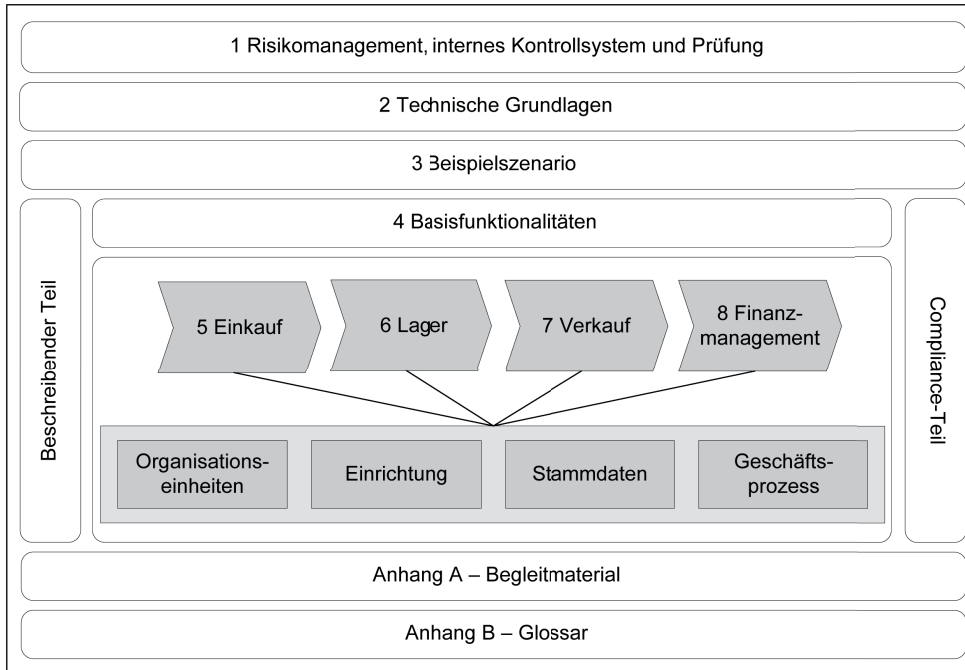 1 Risikomanagement, internes Kontrollsystem und Prüfung
2 Technische Grundlagen
3 Beispielszenario
Beschreibender Teil
4 Basisfunktionalitäten
5 Einkauf
6 Lager
7 Verkauf
8 Finanz-
management
Organisations-
einheiten
Einrichtung
Stammdaten
Geschäfts-
prozess
Compliance-Teil
Anhang A – Begleitmaterial
Anhang B – Glossar